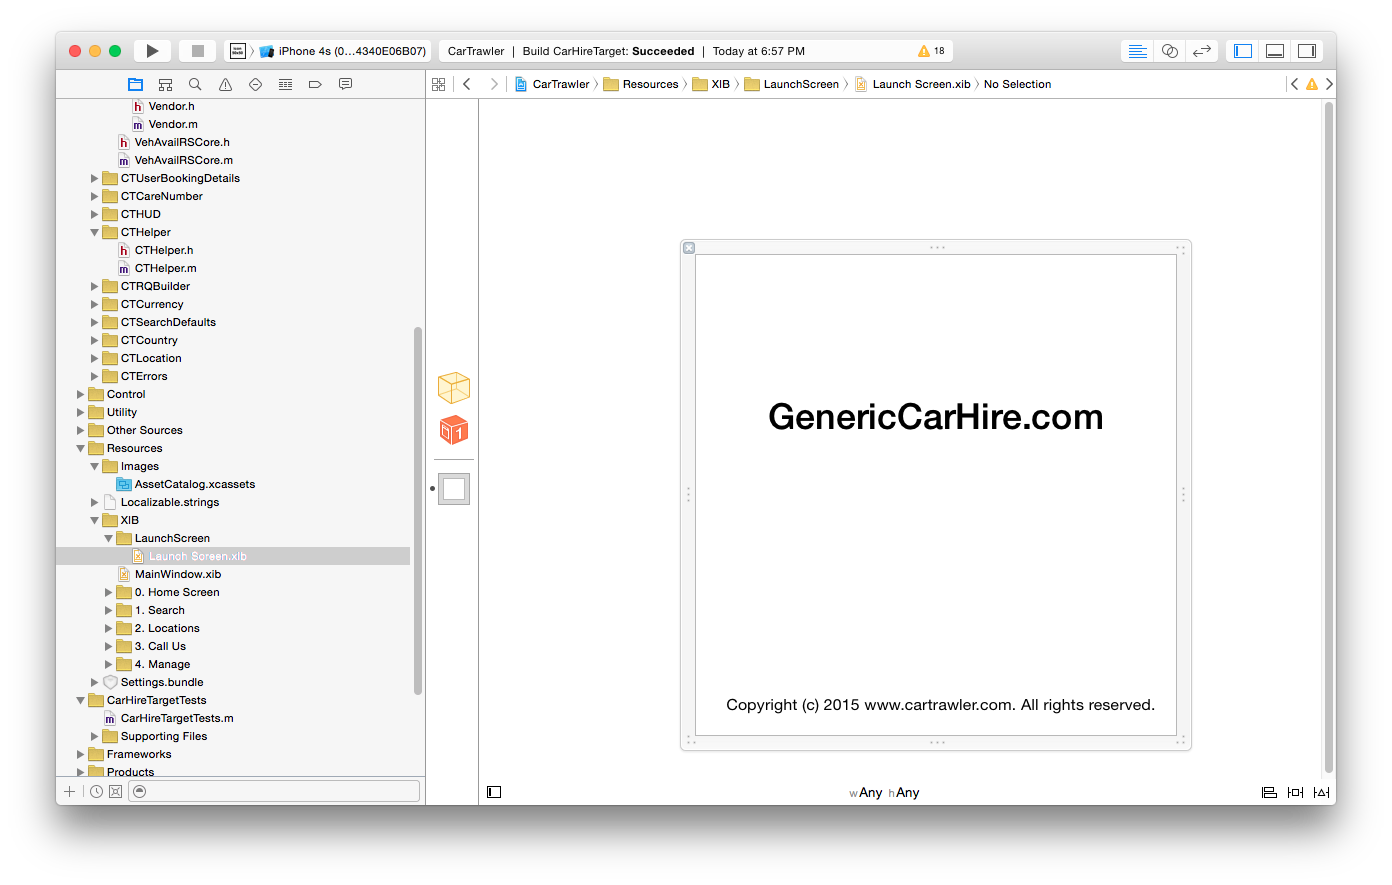 iPhone 4s (0...4340E06B07)
CarTrawler | Build CarHireTarget: Succeeded | Today at 6:57 PM
18
CarTrawler
Resources
XIB
LaunchScreen
Launch Screen.xib
No Selection
Vendor.h
Vendor.m
VehAvailRSCore.h
VehAvailRSCore.m
CTUserBookingDetails
CTCareNumber
CTHUD
CTHelper
CTHelper.h
CTHelper.m
CTRQBuilder
CTCurrency
CTSearchDefaults
CTCountry
CTLocation
CTErrors
Control
Utility
Other Sources
Resources
Images
AssetCatalog.xcassets
Localizable.strings
XIB
LaunchScreen
Launch Screen.xib
MainWindow.xib
0. Home Screen
1. Search
2. Locations
3. Call Us
4. Manage
Settings.bundle
CarHireTargetTests
CarHireTargetTests.m
Supporting Files
Frameworks
Products
1
GenericCarHire.com
Copyright (c) 2015 www.cartrawler.com. All rights reserved.
wAny hAny